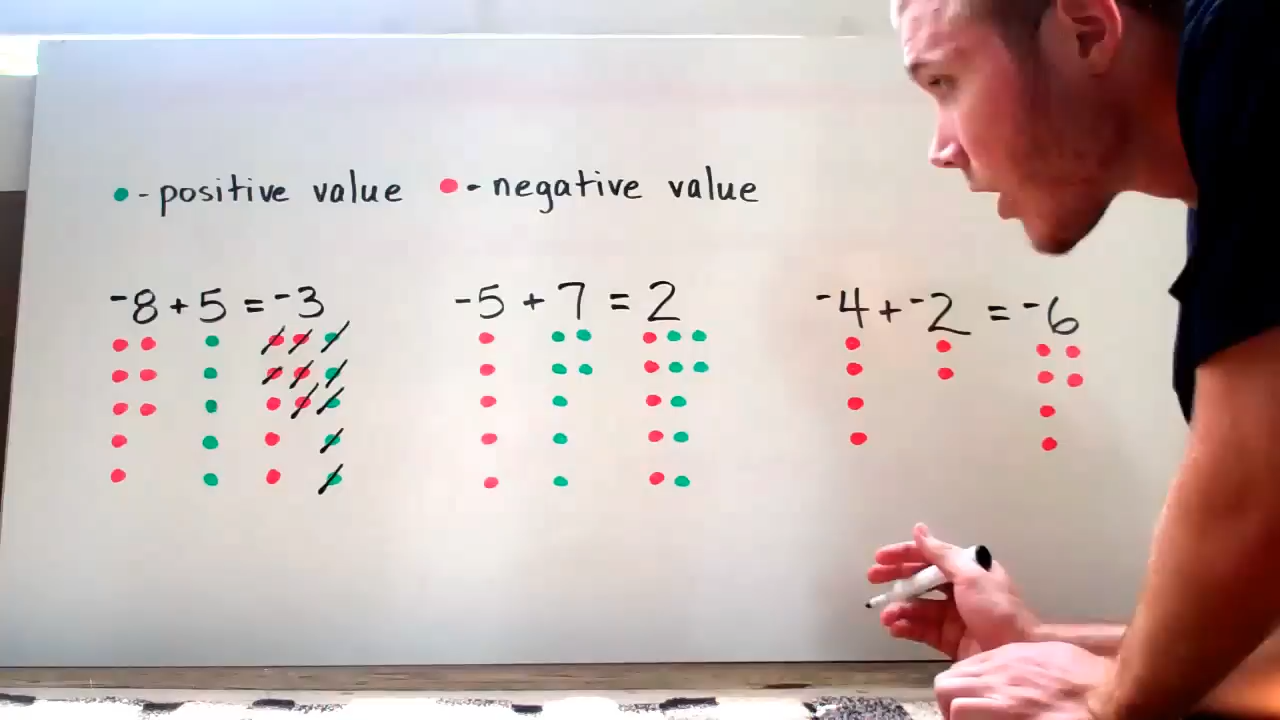 - positive value - negative value
-8 + 5 = -3 -5 + 7 = 2 -4 + -2 = -6